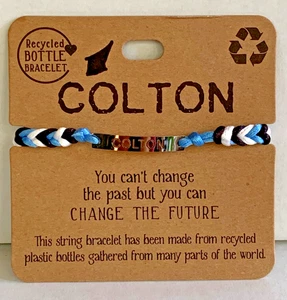 Recycled
BOTTLE
BRACELET
COLTON
COLTON
You can't change
the past but you can
CHANGE THE FUTURE
This string bracelet has been made from recycled
plastic bottles gathered from many parts of the world.